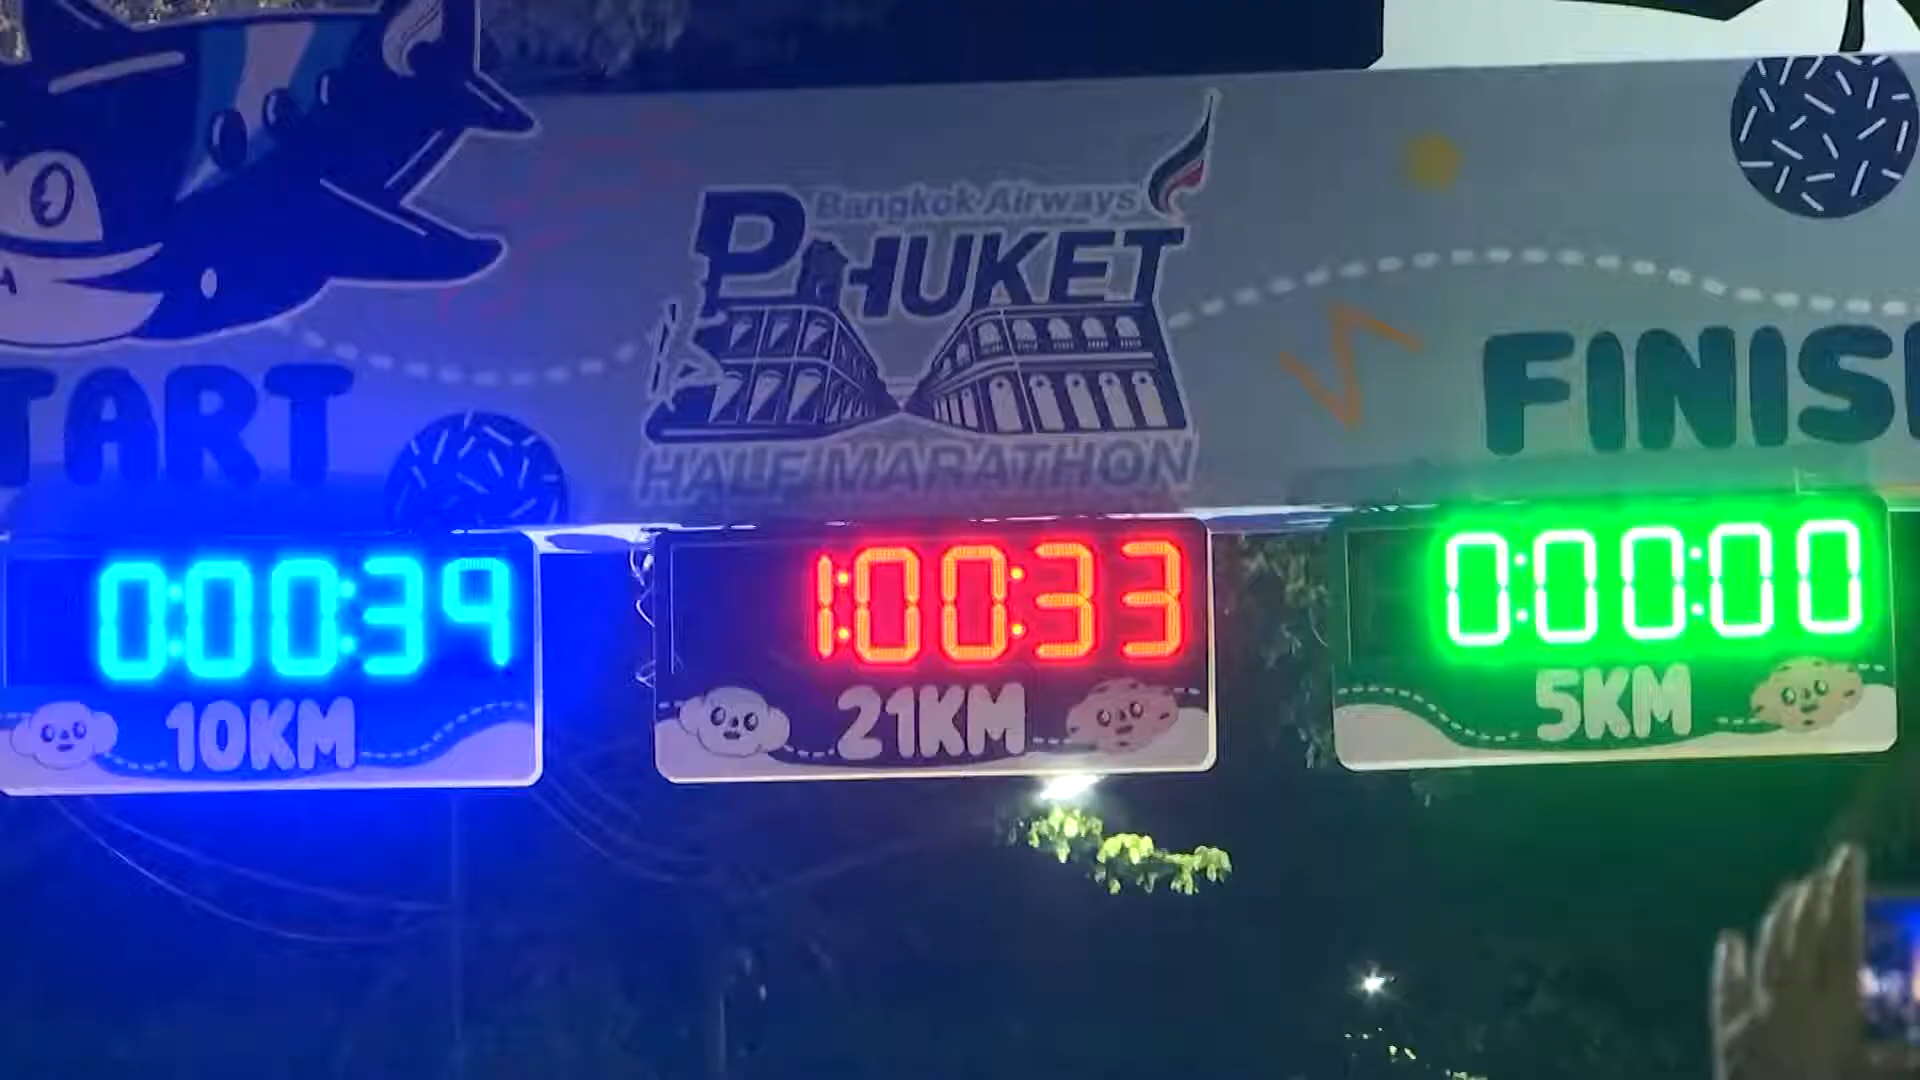 Bangkok Airways
PHUKET
HALF MARATHON
TART
FINIS
0:00:39
1:00:33
0:00:00
10KM
21KM
5KM